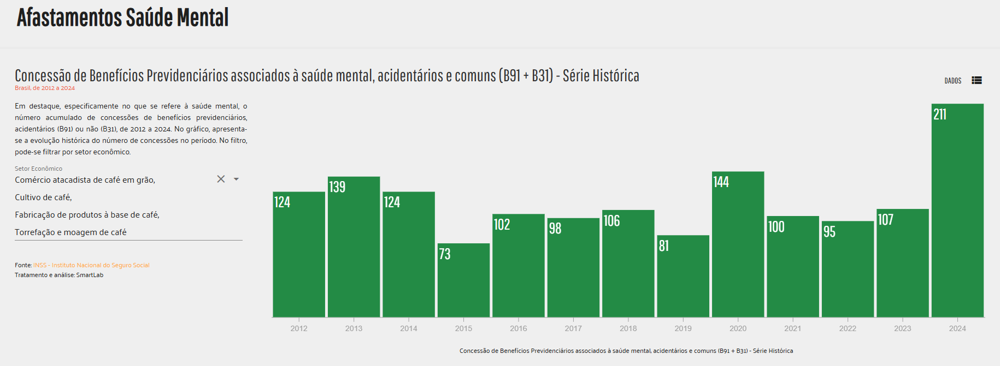 Afastamentos Saúde Mental
Concessão de Benefícios Previdenciários associados à saúde mental, acidentários e comuns (B91 + B31) - Série Histórica
Brasil, de 2012 a 2024
DADOS
Em destaque, especificamente no que se refere à saúde mental, o
número acumulado de concessões de benefícios previdenciários,
acidentários (B91) ou não (B31), de 2012 a 2024. No gráfico, apresenta-
se a evolução histórica do número de concessões no período. No filtro,
pode-se filtrar por setor econômico.
Setor Econômico
Comércio atacadista de café em grão,
Cultivo de café,
Fabricação de produtos à base de café,
Torrefação e moagem de café
Fonte: INSS - Instituto Nacional do Seguro Social
Tratamento e análise: SmartLab
124 139 124 73 102 98 106 81 144 100 95 107 211
2012 2013 2014 2015 2016 2017 2018 2019 2020 2021 2022 2023 2024
Concessão de Benefícios Previdenciários associados à saúde mental, acidentários e comuns (B91 + B31) - Série Histórica